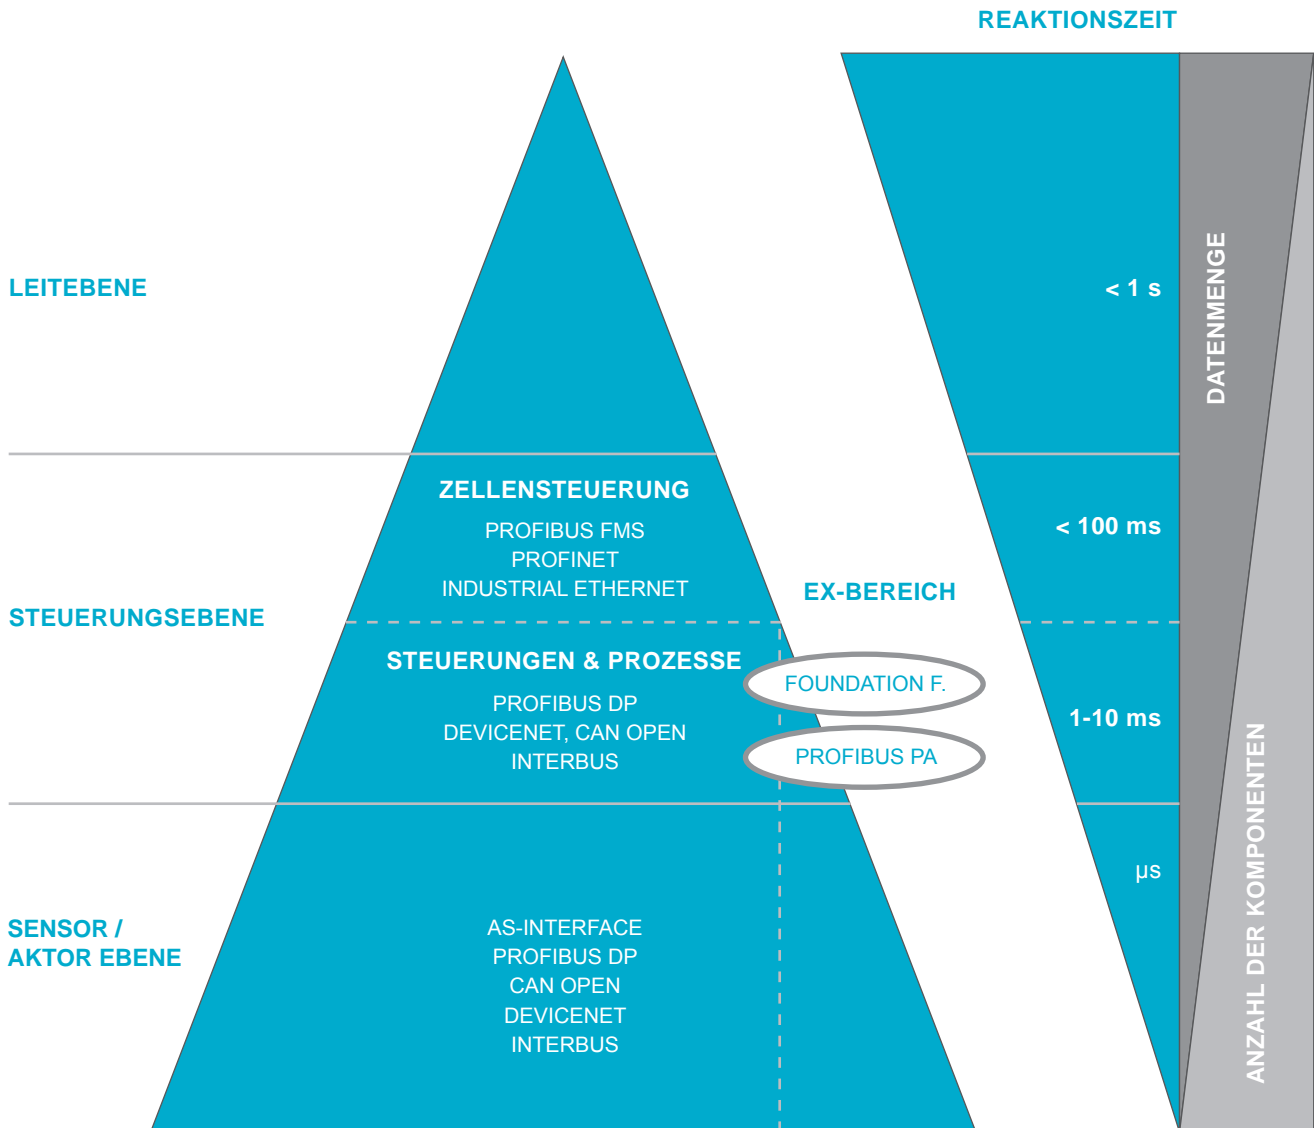 REAKTIONSZEIT
LEITEBENE
< 1 s
DATENMENGE
ZELLENSTEUERUNG
PROFIBUS FMS
PROFINET
INDUSTRIAL ETHERNET
< 100 ms
STEUERUNGSEBENE
EX-BEREICH
STEUERUNGEN & PROZESSE
PROFIBUS DP
DEVICENET, CAN OPEN
INTERBUS
FOUNDATION F.
PROFIBUS PA
1-10 ms
ANZAHL DER KOMPONENTEN
µs
SENSOR /
AKTOR EBENE
AS-INTERFACE
PROFIBUS DP
CAN OPEN
DEVICENET
INTERBUS